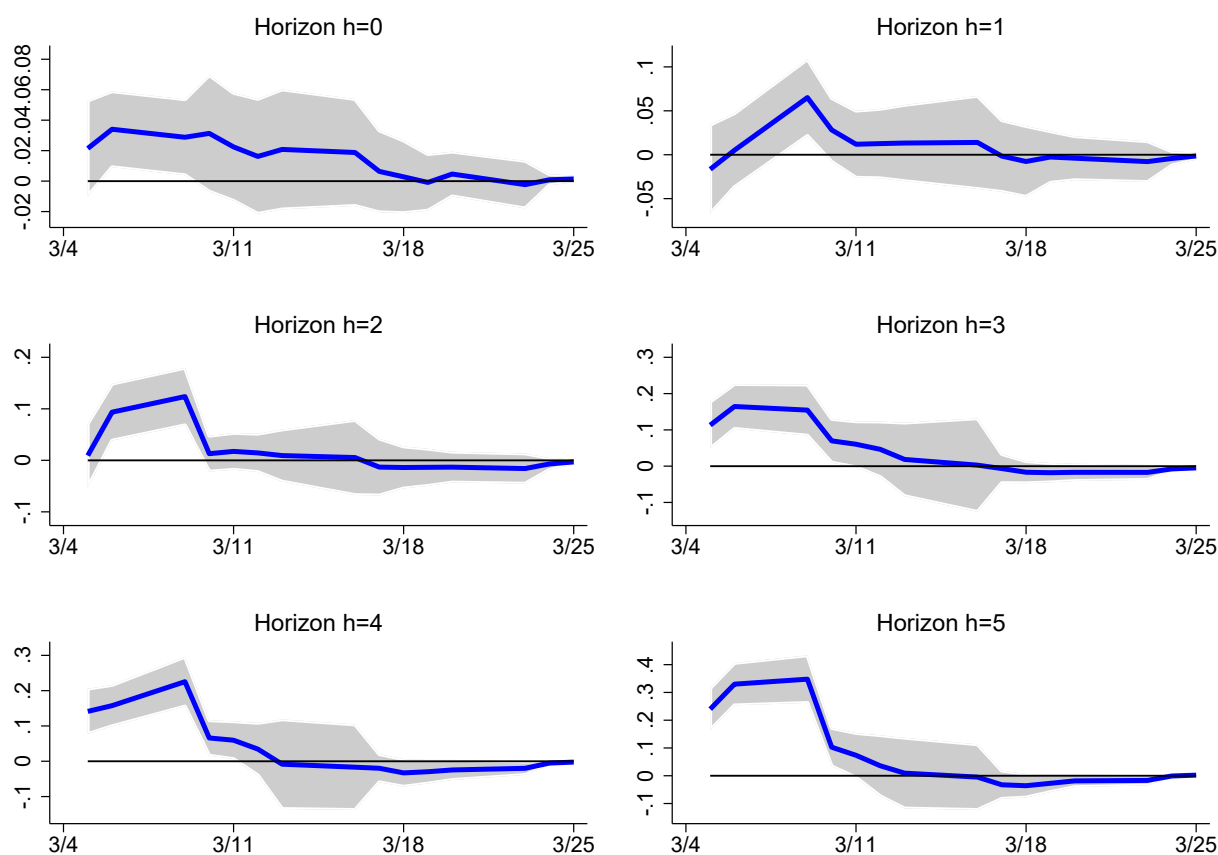 Horizon h=0
-.02 0 .02 .04 .06 .08
3/4 3/11 3/18 3/25
Horizon h=1
-.05 0 .05 .1
3/4 3/11 3/18 3/25
Horizon h=2
-.1 0 .1 .2
3/4 3/11 3/18 3/25
Horizon h=3
-.1 0 .1 .2 .3
3/4 3/11 3/18 3/25
Horizon h=4
-.1 0 .1 .2 .3
3/4 3/11 3/18 3/25
Horizon h=5
-.1 0 .1 .2 .3 .4
3/4 3/11 3/18 3/25